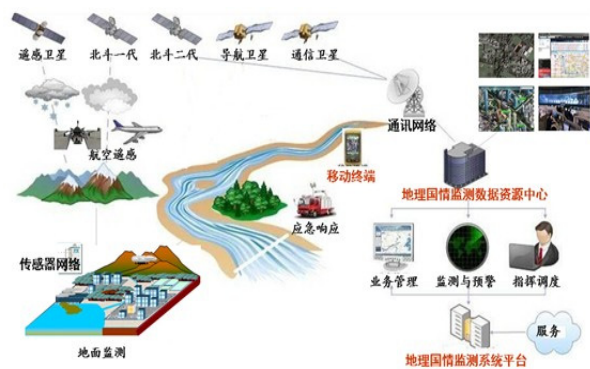 遥感卫星
北斗一代
北斗二代
导航卫星
通信卫星
航空遥感
通讯网络
移动终端
地理国情监测数据资源中心
应急响应
传感器网络
业务管理
监测与预警
指挥调度
地面监测
服务
地理国情监测系统平台